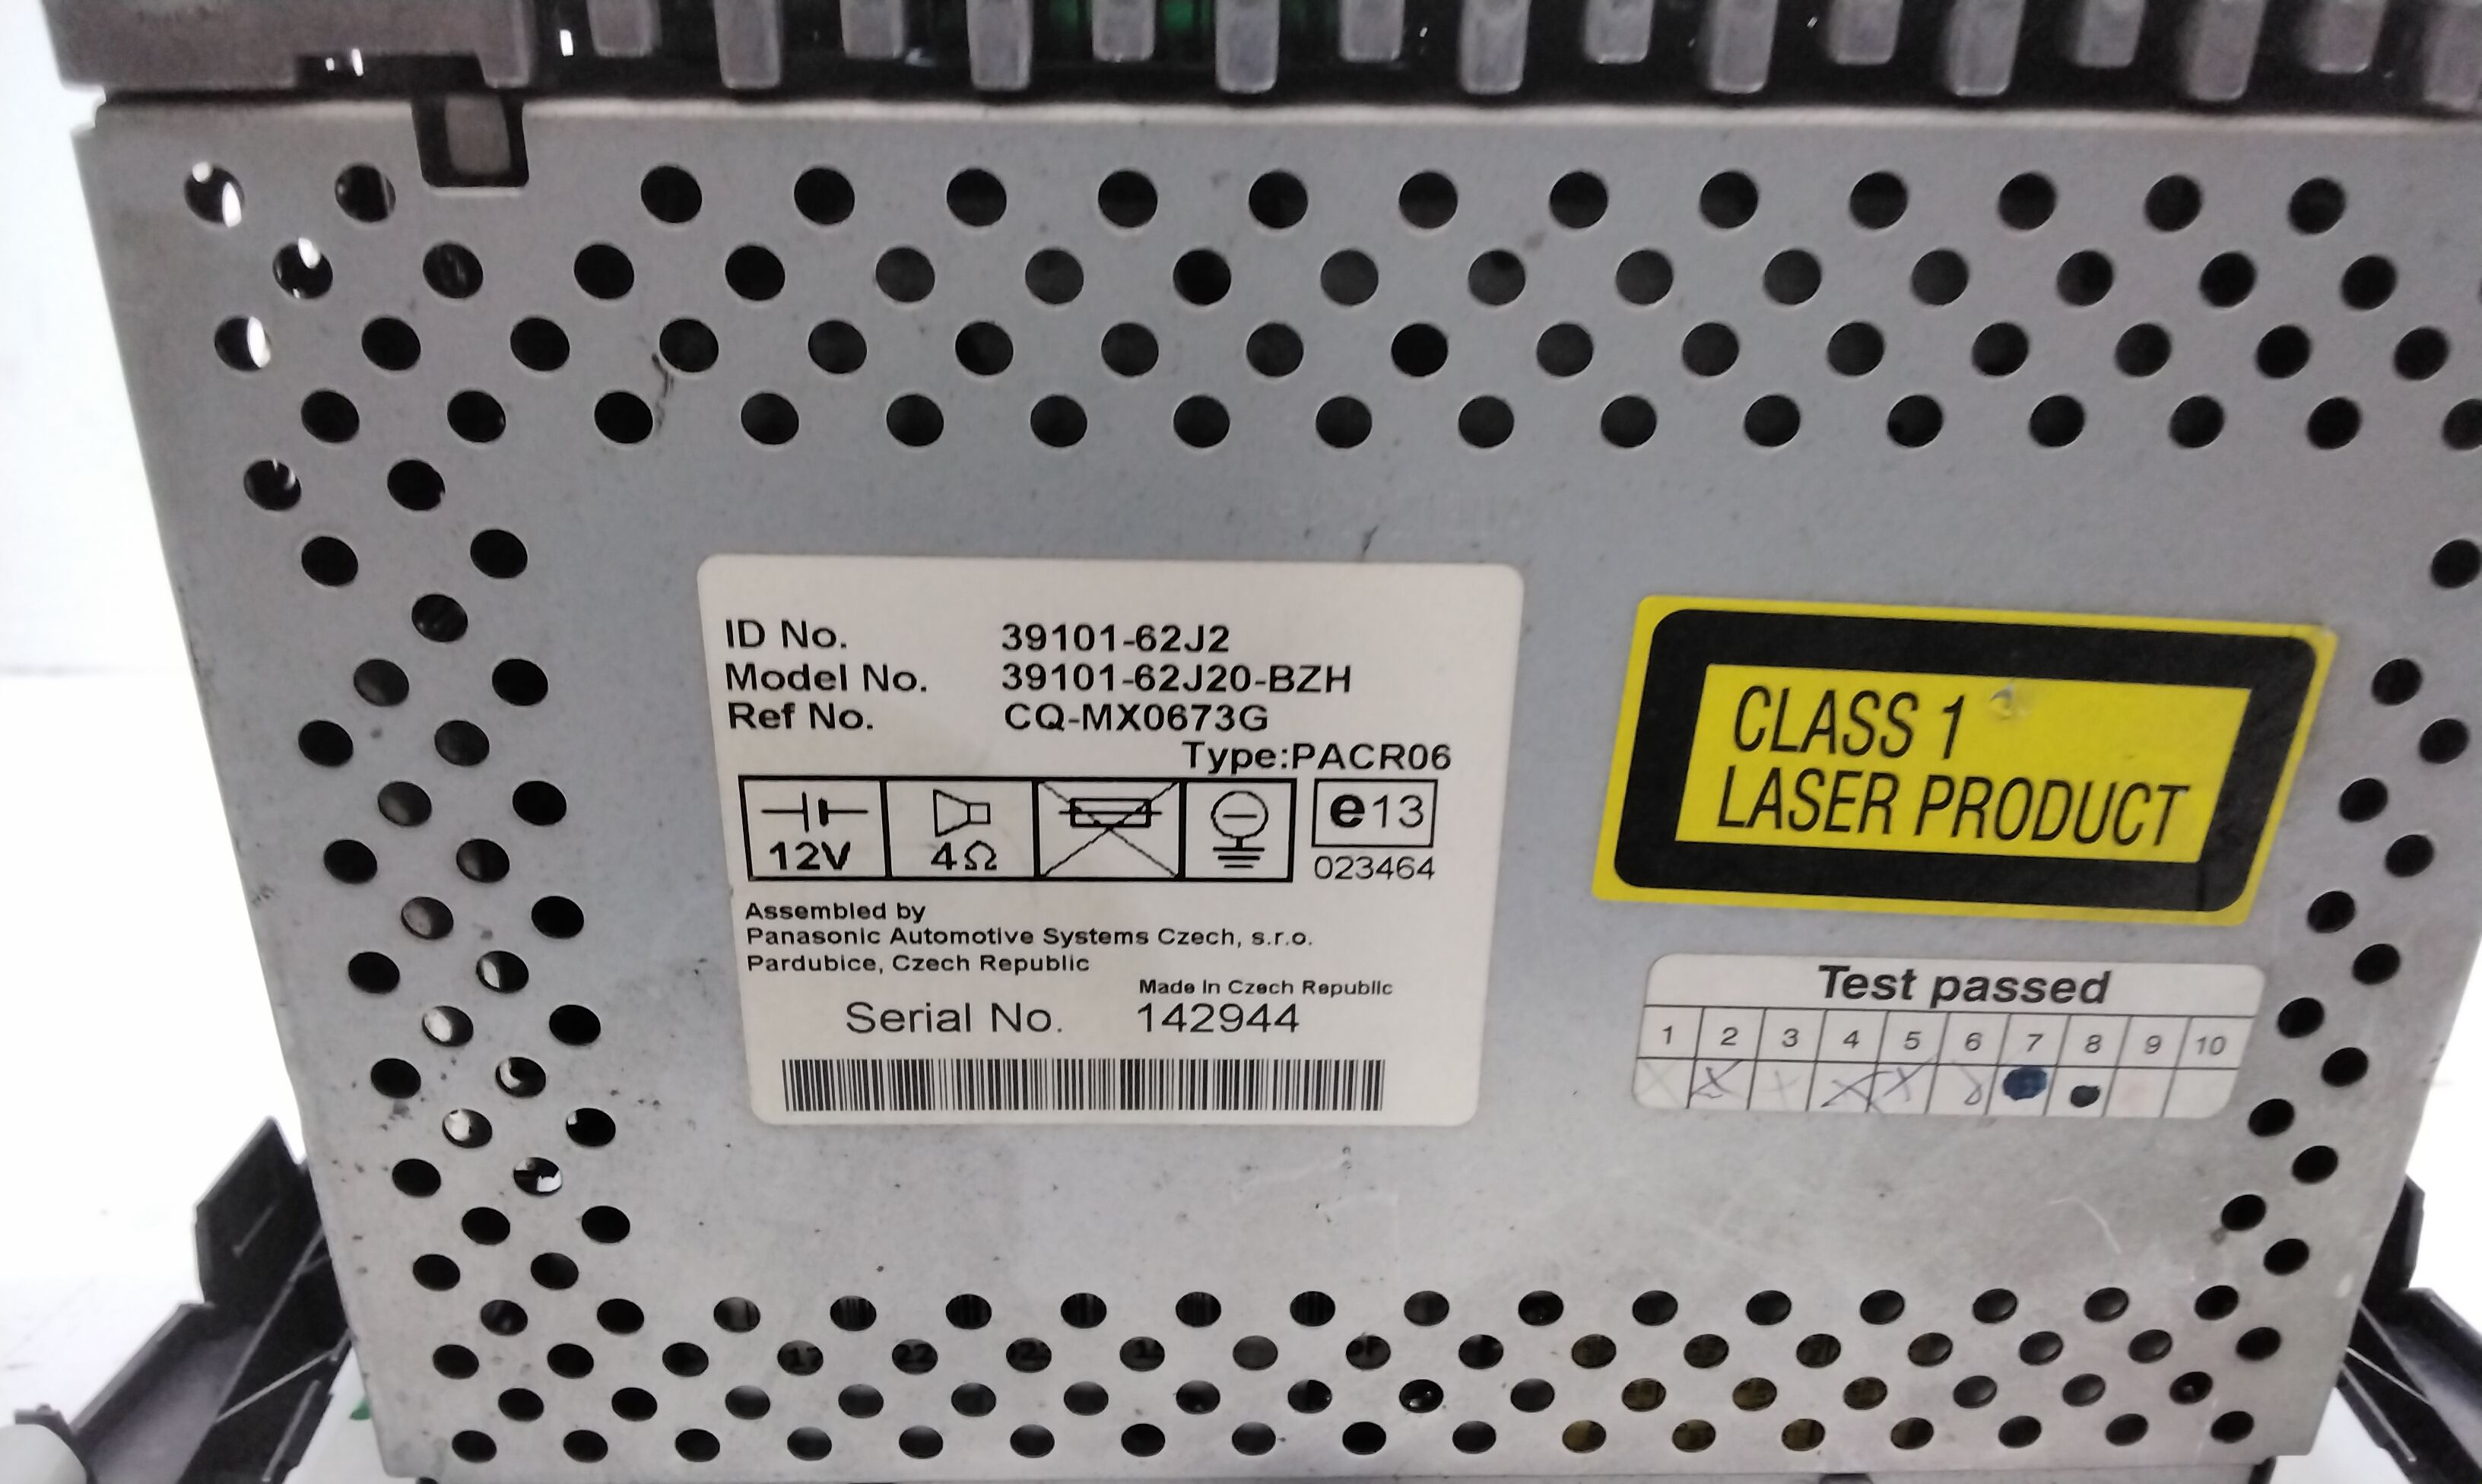 ID No. 39101-62J2
Model No. 39101-62J20-BZH
Ref No. CQ-MX0673G
Type:PACR06
12V 4Ω e13
023464
Assembled by
Panasonic Automotive Systems Czech, s.r.o.
Pardubice, Czech Republic
Made in Czech Republic
Serial No. 142944
CLASS 1
LASER PRODUCT
Test passed
1 2 3 4 5 6 7 8 9 10